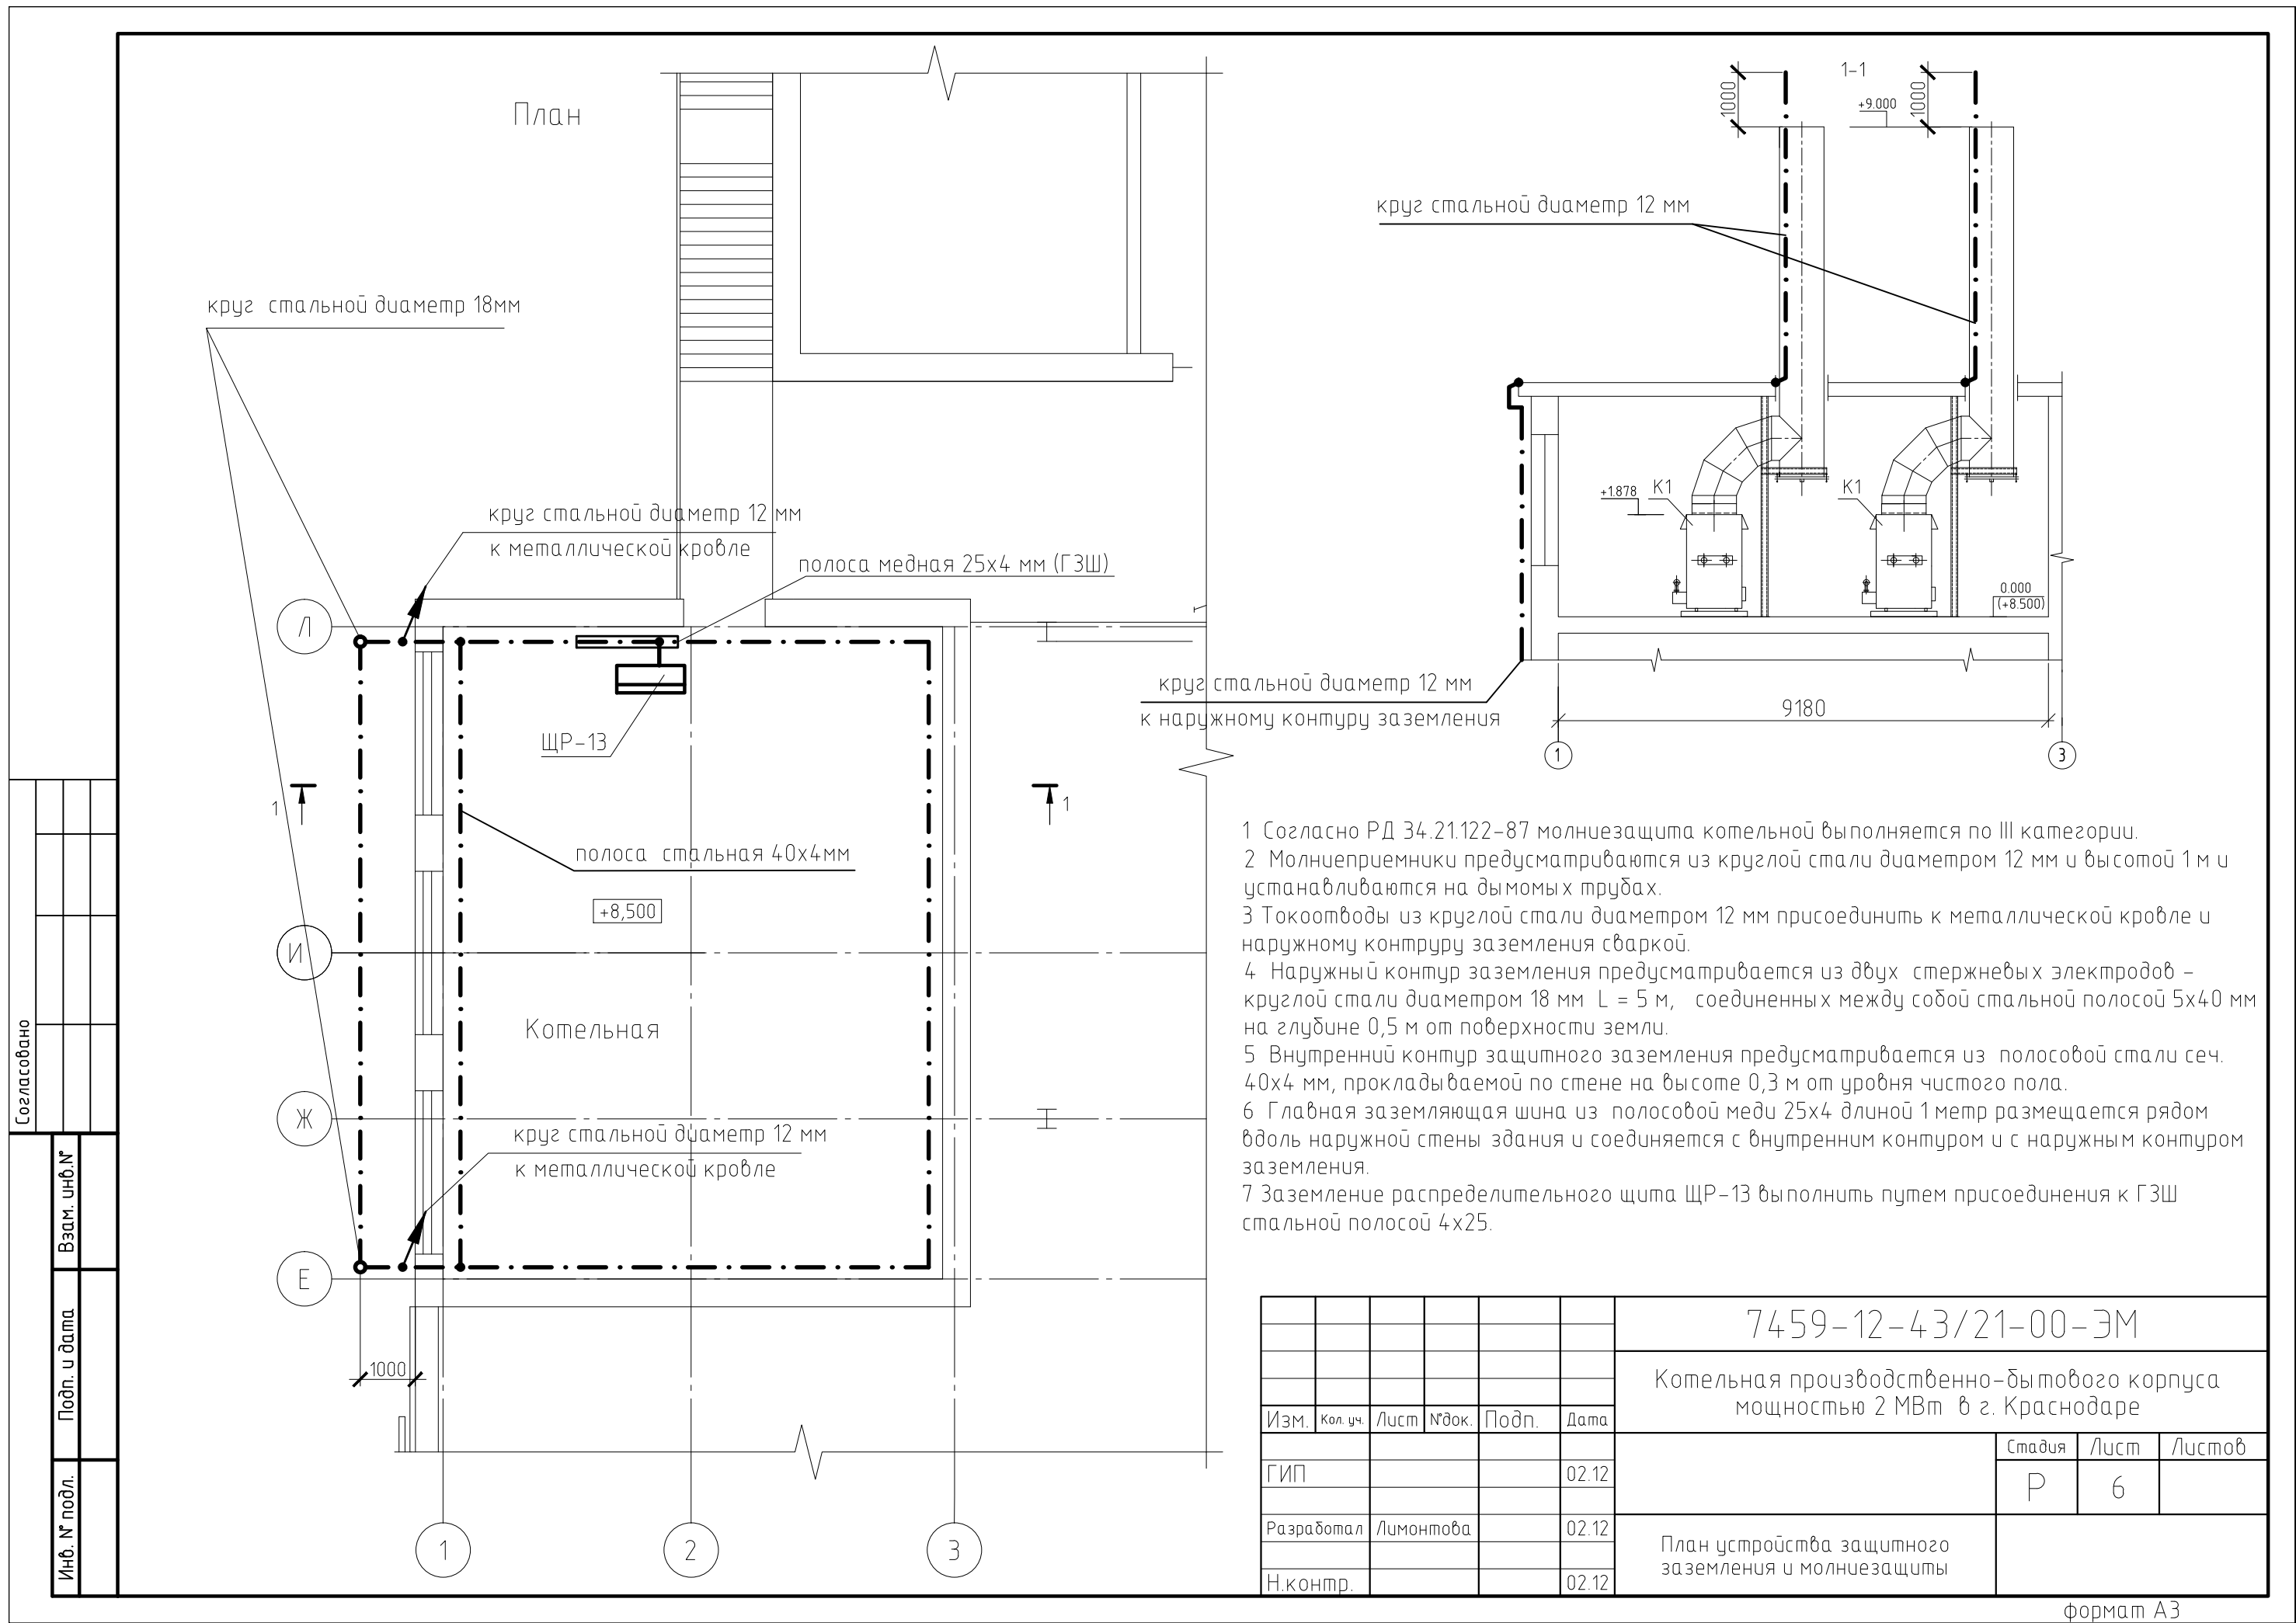 План
1-1
1000
+9.000
1000
круг стальной диаметр 12 мм
круг стальной диаметр 18мм
круг стальной диаметр 12 мм
к металлической кровле
полоса медная 25х4 мм (ГЗШ)
+1.878
К1
К1
0.000
(+8.500)
Л
круг стальной диаметр 12 мм
к наружному контуру заземления
9180
ЩР-13
1
3
1
1
полоса стальная 40х4мм
+8,500
И
Котельная
Ж
круг стальной диаметр 12 мм
к металлической кровле
Е
1000
1
2
3
1 Согласно РД 34.21.122-87 молниезащита котельной выполняется по III категории.
2 Молниеприемники предусматриваются из круглой стали диаметром 12 мм и высотой 1 м и
устанавливаются на дымомых трубах.
3 Токоотводы из круглой стали диаметром 12 мм присоединить к металлической кровле и
наружному контруру заземления сваркой.
4 Наружный контур заземления предусматривается из двух стержневых электродов -
круглой стали диаметром 18 мм L = 5 м, соединенных между собой стальной полосой 5х40 мм
на глубине 0,5 м от поверхности земли.
5 Внутренний контур защитного заземления предусматривается из полосовой стали сеч.
40х4 мм, прокладываемой по стене на высоте 0,3 м от уровня чистого пола.
6 Главная заземляющая шина из полосовой меди 25х4 длиной 1 метр размещается рядом
вдоль наружной стены здания и соединяется с внутренним контуром и с наружным контуром
заземления.
7 Заземление распределительного щита ЩР-13 выполнить путем присоединения к ГЗШ
стальной полосой 4х25.
7459-12-43/21-00-ЭМ
Котельная производственно-бытового корпуса
мощностью 2 МВт в г. Краснодаре
Изм. Кол. уч. Лист №док. Подп. Дата
Стадия Лист Листов
ГИП 02.12
Р 6
Разработал Лимонтова 02.12
План устройства защитного
заземления и молниезащиты
Н.контр. 02.12
формат А3
Согласовано
Взам. инв.№
Подп. и дата
Инв. № подл.